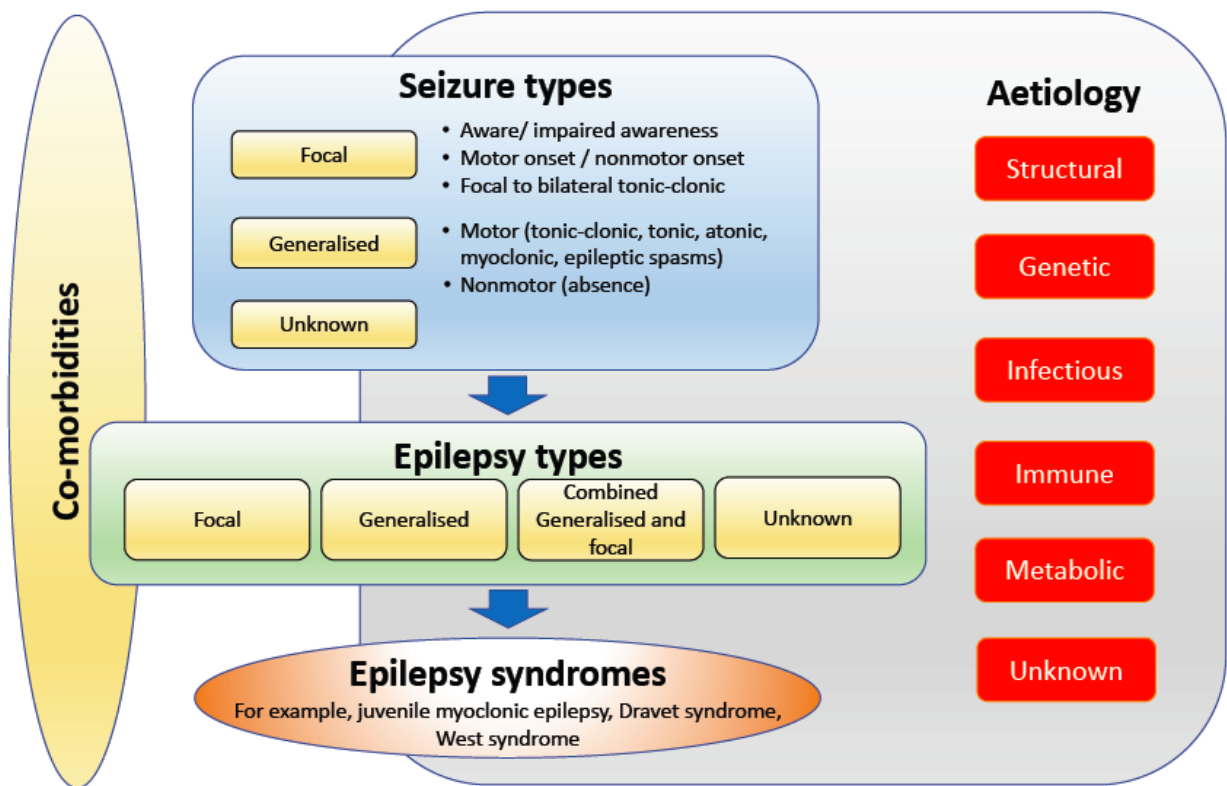 Co-morbidities
Seizure types
Focal
• Aware/ impaired awareness
• Motor onset / nonmotor onset
• Focal to bilateral tonic-clonic
Generalised
• Motor (tonic-clonic, tonic, atonic,
myoclonic, epileptic spasms)
• Nonmotor (absence)
Unknown
Epilepsy types
Focal
Generalised
Combined
Generalised and
focal
Unknown
Epilepsy syndromes
For example, juvenile myoclonic epilepsy, Dravet syndrome,
West syndrome
Aetiology
Structural
Genetic
Infectious
Immune
Metabolic
Unknown